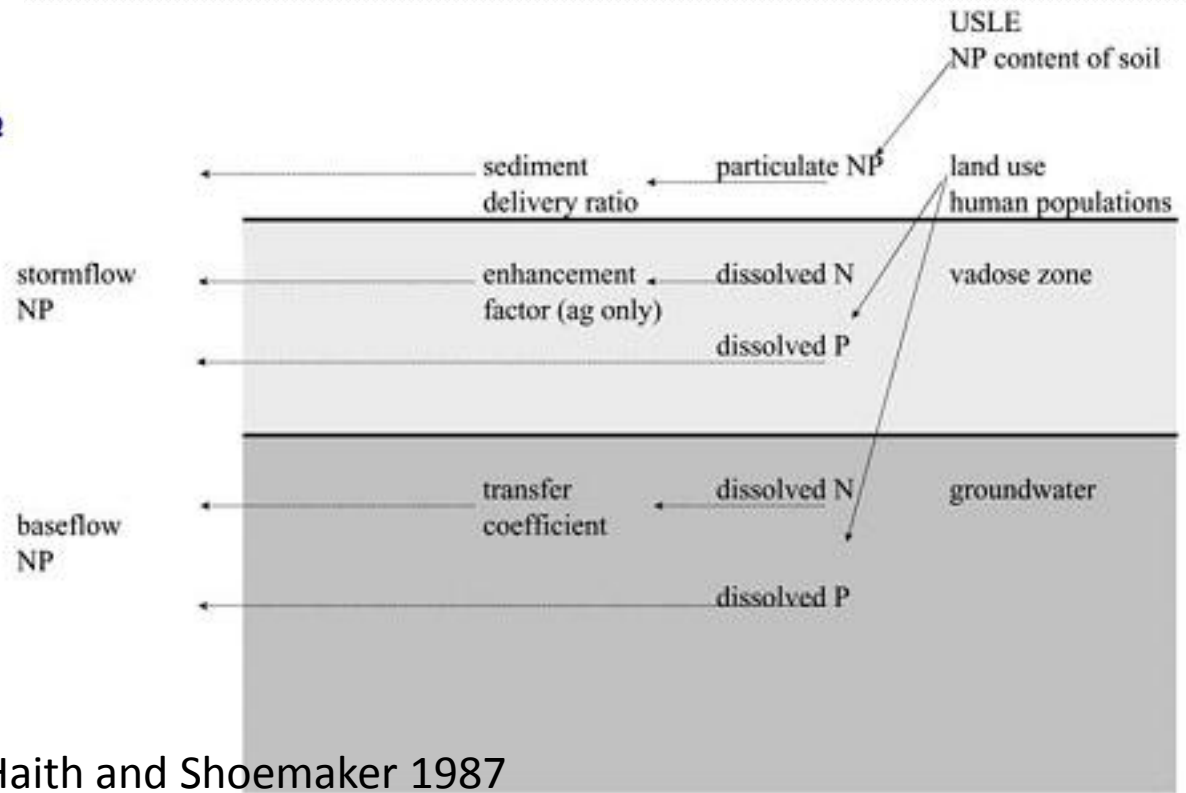 USLE
NP content of soil
sediment
delivery ratio
particulate NP
land use
human populations
stormflow
NP
enhancement
factor (ag only)
dissolved N
vadose zone
dissolved P
baseflow
NP
transfer
coefficient
dissolved N
groundwater
dissolved P
Haith and Shoemaker 1987